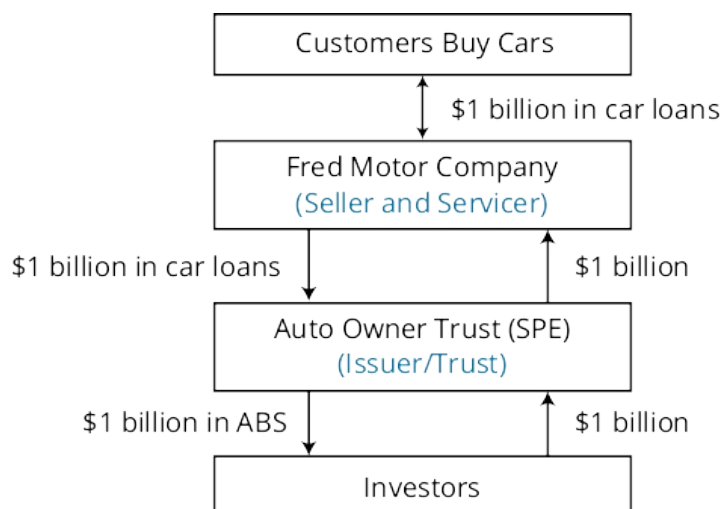 Customers Buy Cars
$1 billion in car loans
Fred Motor Company
(Seller and Servicer)
$1 billion in car loans
$1 billion
Auto Owner Trust (SPE)
(Issuer/Trust)
$1 billion in ABS
$1 billion
Investors